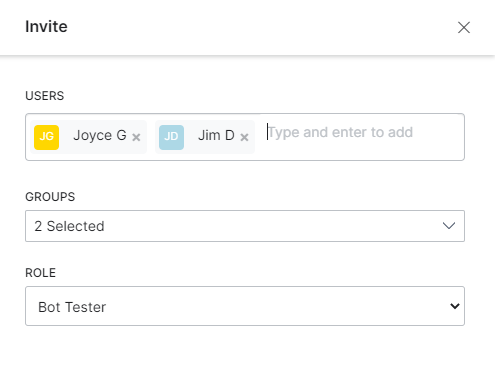 Invite
USERS
JG Joyce G × JD Jim D × Type and enter to add
GROUPS
2 Selected
ROLE
Bot Tester